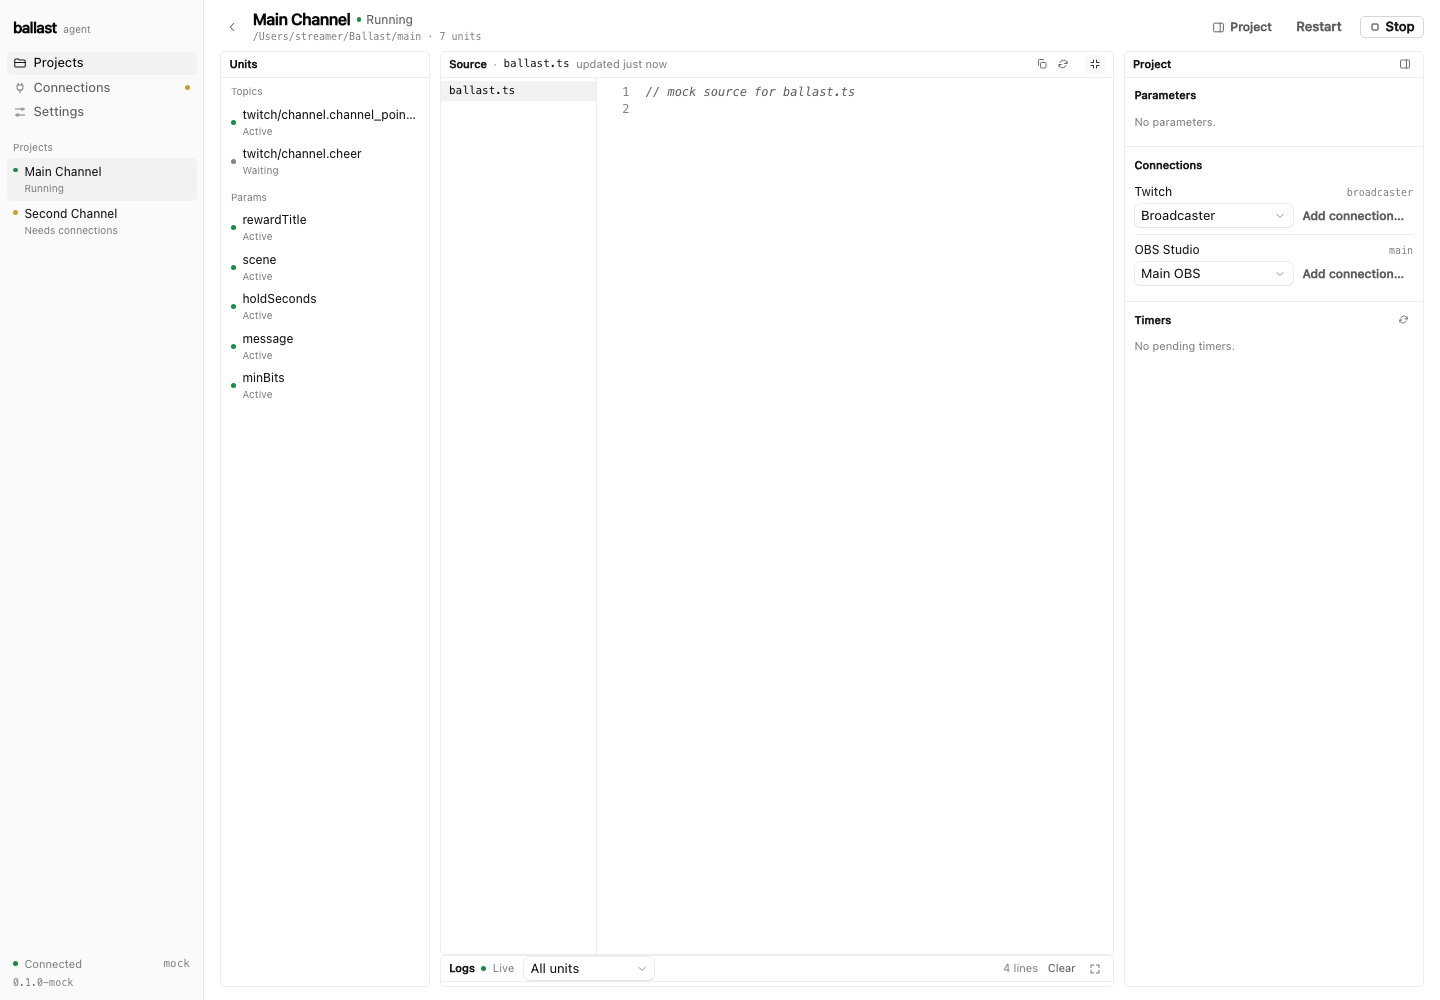 ballast agent
Projects
Connections
Settings
Projects
Main Channel
Running
Second Channel
Needs connections
Connected
mock
0.1.0-mock
Main Channel
Running
/Users/streamer/Ballast/main · 7 units
Project
Restart
Stop
Units
Topics
twitch/channel.channel_poin...
Active
twitch/channel.cheer
Waiting
Params
rewardTitle
Active
scene
Active
holdSeconds
Active
message
Active
minBits
Active
Source · ballast.ts updated just now
ballast.ts
1 // mock source for ballast.ts
2
Logs Live All units 4 lines Clear
Project
Parameters
No parameters.
Connections
Twitch broadcaster
Broadcaster Add connection...
OBS Studio main
Main OBS Add connection...
Timers
No pending timers.